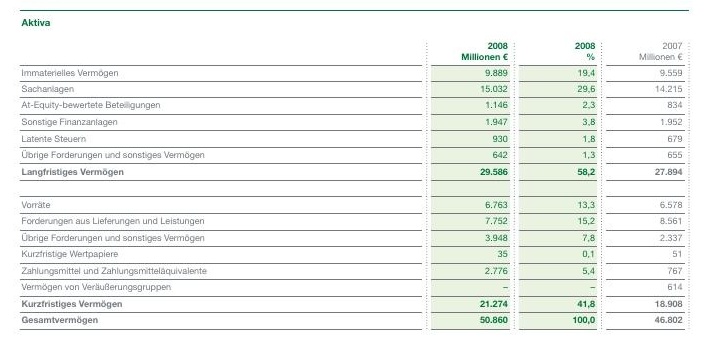 Aktiva
2008 2008 2007
Millionen € % Millionen €
Immaterielles Vermögen 9.889 19,4 9.559
Sachanlagen 15.032 29,6 14.215
At-Equity-bewertete Beteiligungen 1.146 2,3 834
Sonstige Finanzanlagen 1.947 3,8 1.952
Latente Steuern 930 1,8 679
Übrige Forderungen und sonstiges Vermögen 642 1,3 655
Langfristiges Vermögen 29.586 58,2 27.894
Vorräte 6.763 13,3 6.578
Forderungen aus Lieferungen und Leistungen 7.752 15,2 8.561
Übrige Forderungen und sonstiges Vermögen 3.948 7,8 2.337
Kurzfristige Wertpapiere 35 0,1 51
Zahlungsmittel und Zahlungsmitteläquivalente 2.776 5,4 767
Vermögen von Veräußerungsgruppen – – 614
Kurzfristiges Vermögen 21.274 41,8 18.908
Gesamtvermögen 50.860 100,0 46.802